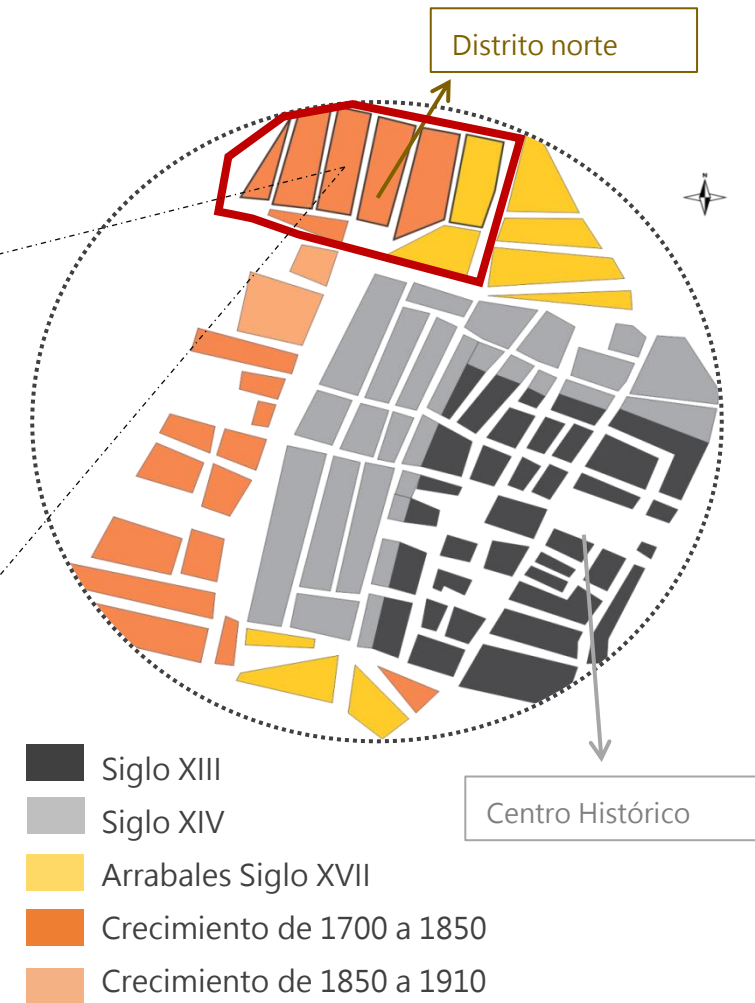 Distrito norte
N
Centro Histórico
Siglo XIII
Siglo XIV
Arrabales Siglo XVII
Crecimiento de 1700 a 1850
Crecimiento de 1850 a 1910